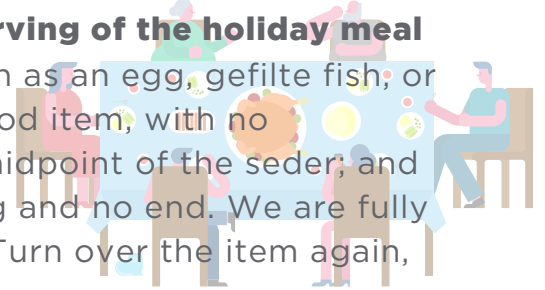 rving of the holiday meal
h as an egg, gefilte fish, or
od item, with no
midpoint of the seder; and
g and no end. We are fully
Turn over the item again,